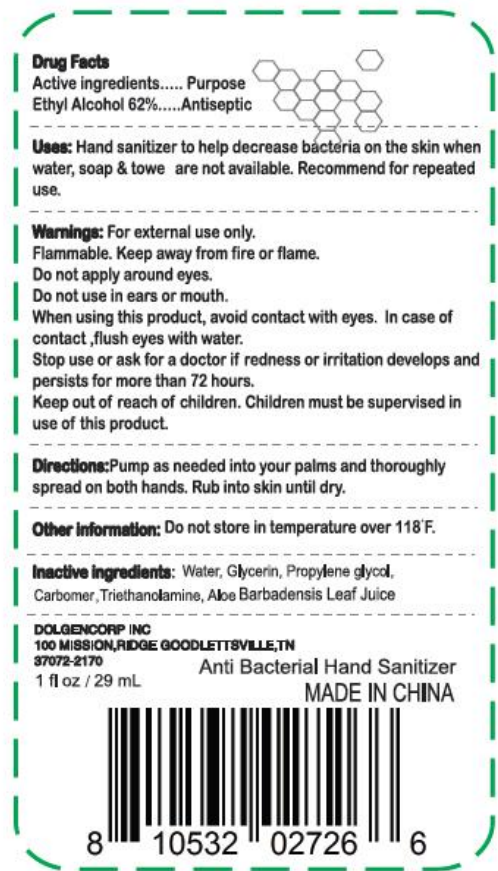 Drug Facts
Active ingredients..... Purpose
Ethyl Alcohol 62%.....Antiseptic
Uses: Hand sanitizer to help decrease bacteria on the skin when
water, soap & towe are not available. Recommend for repeated
use.
Warnings: For external use only.
Flammable. Keep away from fire or flame.
Do not apply around eyes.
Do not use in ears or mouth.
When using this product, avoid contact with eyes. In case of
contact ,flush eyes with water.
Stop use or ask for a doctor if redness or irritation develops and
persists for more than 72 hours.
Keep out of reach of children. Children must be supervised in
use of this product.
Directions:Pump as needed into your palms and thoroughly
spread on both hands. Rub into skin until dry.
Other information: Do not store in temperature over 118°F.
Inactive ingredients: Water, Glycerin, Propylene glycol,
Carbomer,Triethanolamine, Aloe Barbadensis Leaf Juice
DOLGENCORP INC
100 MISSION,RIDGE GOODLETTSVILLE,TN
37072-2170
Anti Bacterial Hand Sanitizer
1 fl oz / 29 mL
MADE IN CHINA
8 10532 02726 6